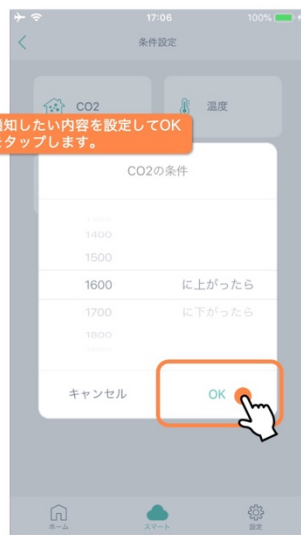 17:06
100%
条件設定
CO2
温度
知したい内容を設定してOK
タップします。
CO2の条件
1400
1500
1600 に上がったら
1700 に下がったら
1800
キャンセル
OK
ホーム
スマート
設定